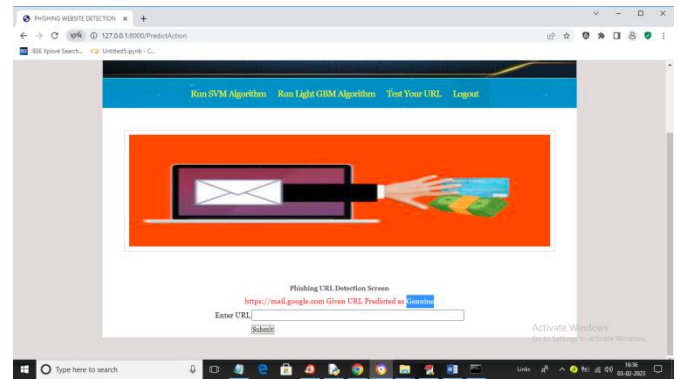 PHISHING WEBSITE DETECTION
127.0.0.1:8000/PredictAction
IEEE Xplore Search...
Untitled5.ipynb - C...
Run SVM Algorithm Run Light GBM Algorithm Test Your URL Logout
Phishing URL Detection Screen
https://mail.google.com Given URL Predicted as Genuine
Enter URL
Submit
Activate Windows
Go to Settings to activate Windows.
Type here to search
Links
16:36
03-02-2023